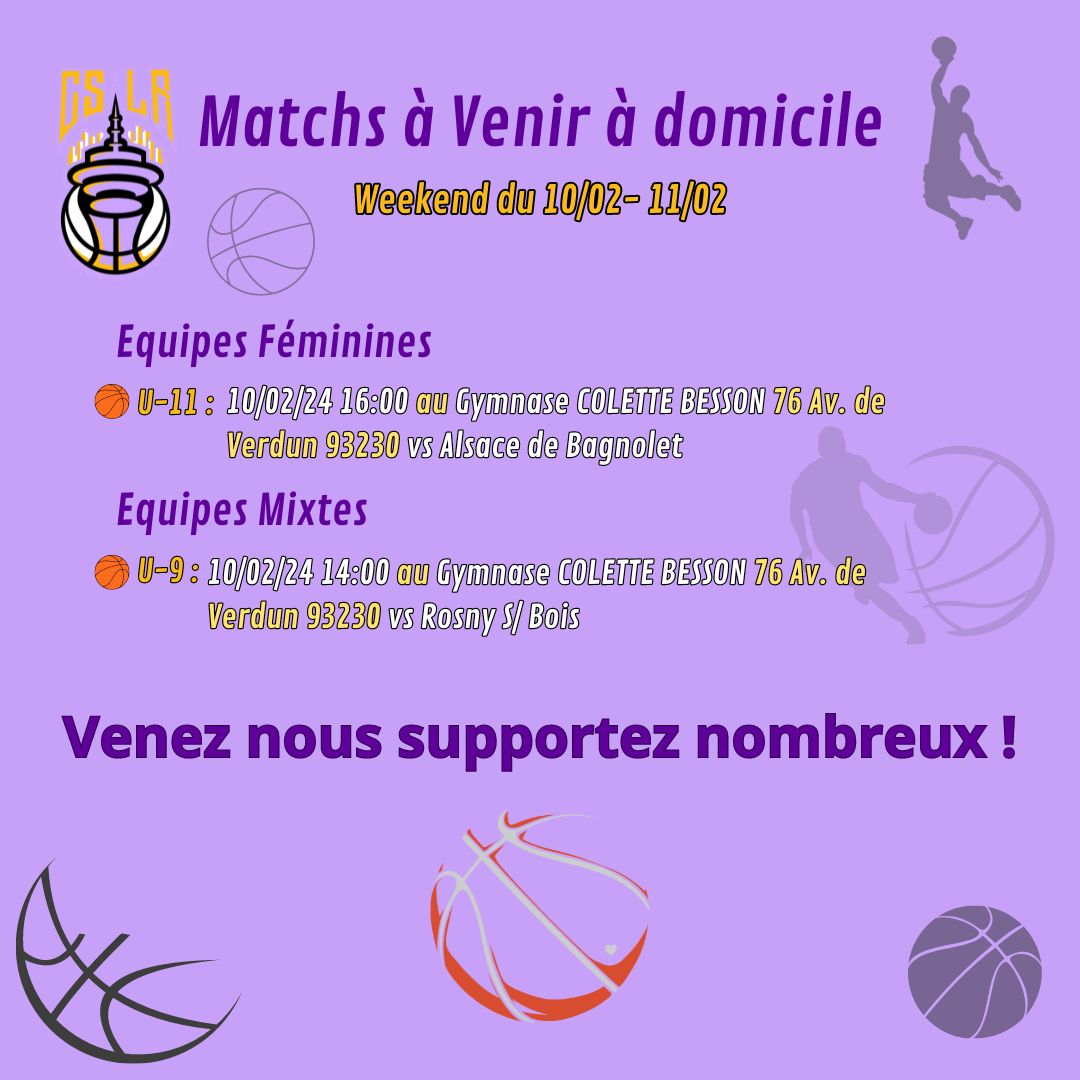 CS LR
Matchs à Venir à domicile
Weekend du 10/02- 11/02
Equipes Féminines
U-11 : 10/02/24 16:00 au Gymnase COLETTE BESSON 76 Av. de
Verdun 93230 vs Alsace de Bagnolet
Equipes Mixtes
U-9 : 10/02/24 14:00 au Gymnase COLETTE BESSON 76 Av. de
Verdun 93230 vs Rosny S/ Bois
Venez nous supportez nombreux !